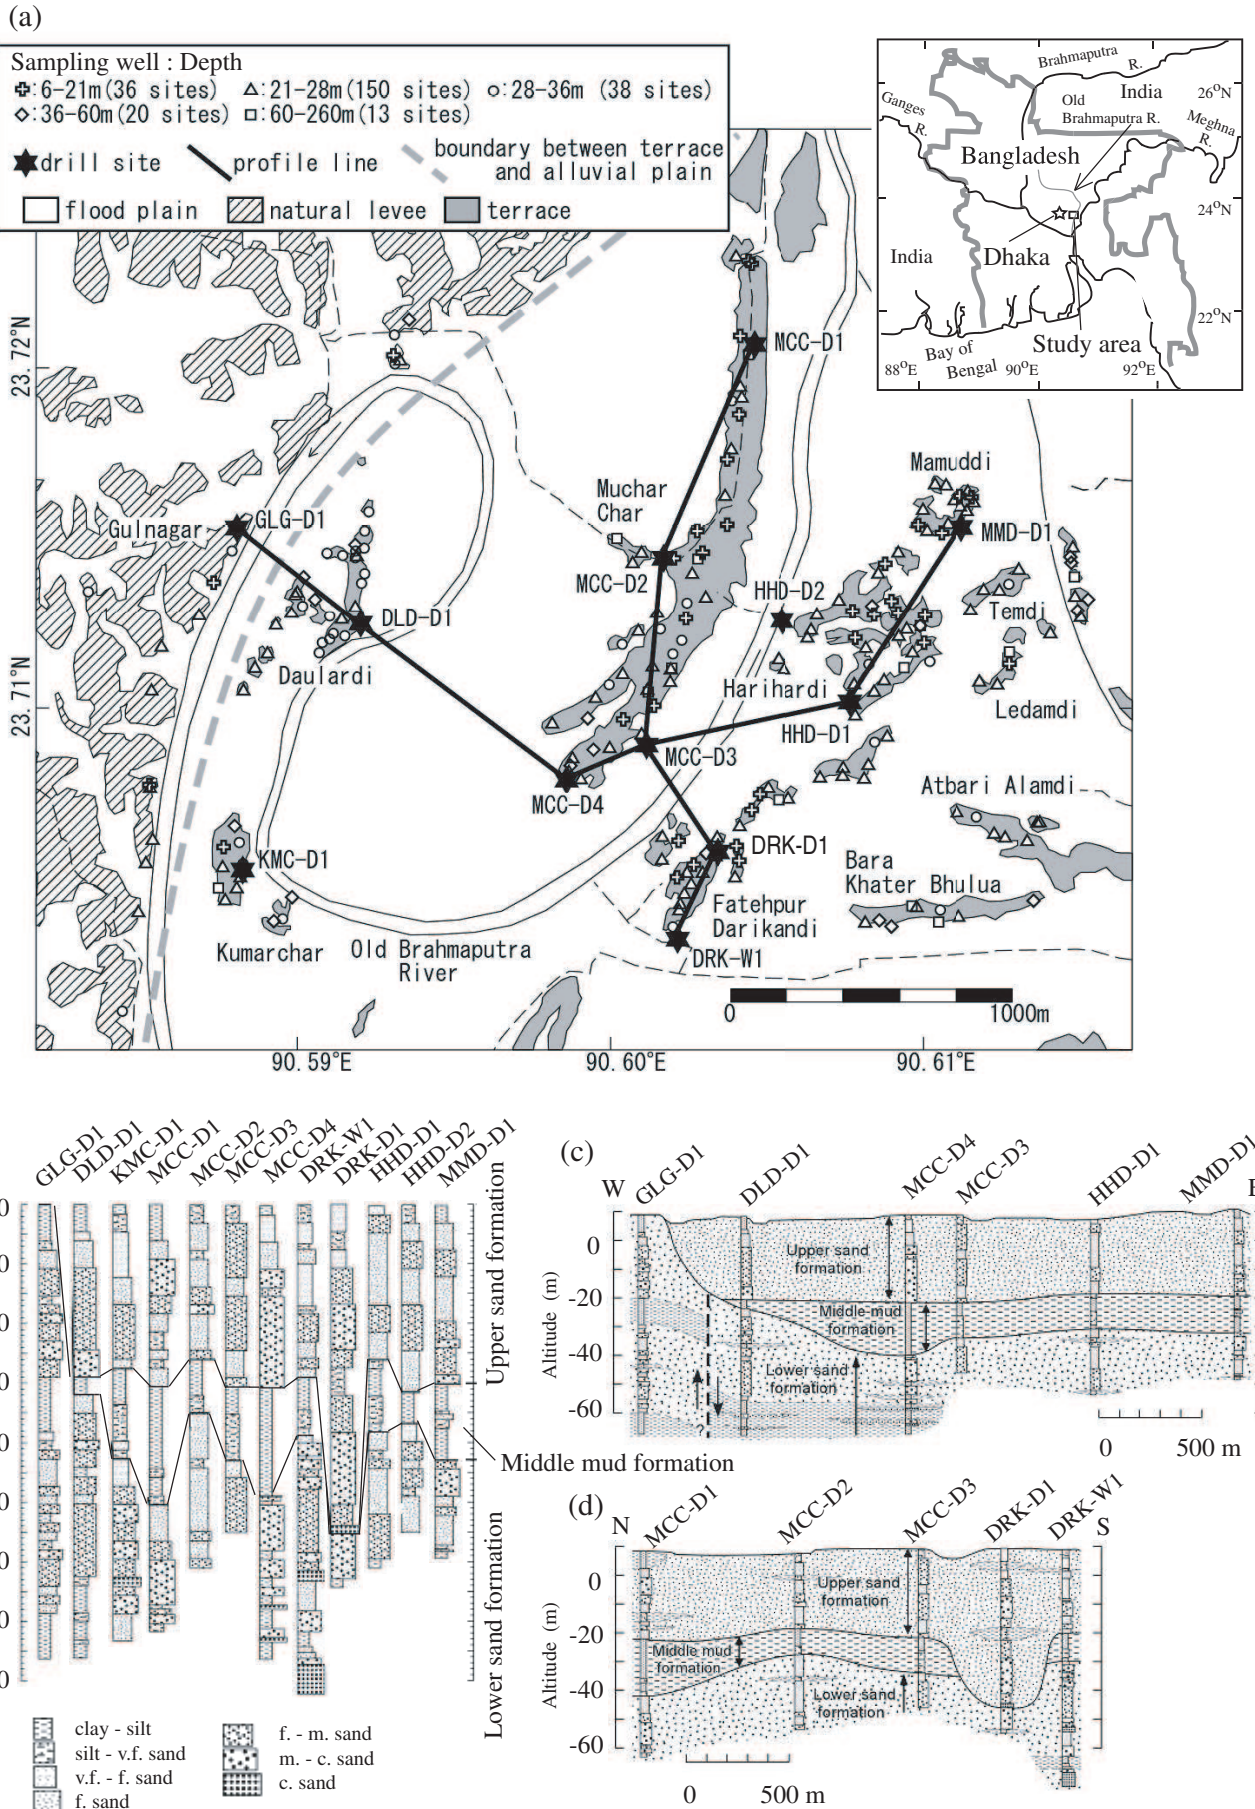 (a)
Sampling well : Depth
:6-21m(36 sites) :21-28m(150 sites) :28-36m (38 sites)
:36-60m(20 sites) :60-260m(13 sites)
drill site profile line boundary between terrace and alluvial plain
flood plain natural levee terrace
Brahmaputra R.
Ganges R.
India
Old Brahmaputra R.
Meghna R.
Bangladesh
India
Dhaka
Bay of Bengal
Study area
26°N
24°N
22°N
88°E 90°E 92°E
23.72°N
23.71°N
MCC-D1
Mamuddi
Muchar Char
Gulnagar
GLG-D1
MMD-D1
MCC-D2
HHD-D2
DLD-D1
Temdi
Daulardi
Harihardi
Ledamdi
HHD-D1
MCC-D3
MCC-D4
Atbari Alamdi
DRK-D1
KMC-D1
Bara Khater Bhulua
Fatehpur Darikandi
Kumarchar
Old Brahmaputra River
DRK-W1
0 1000m
90.59°E 90.60°E 90.61°E
GLG-D1 DLD-D1 KMC-D1 MCC-D1 MCC-D2 MCC-D3 MCC-D4 DRK-W1 DRK-D1 HHD-D1 HHD-D2 MMD-D1
Upper sand formation
Middle mud formation
Lower sand formation
clay - silt
silt - v.f. sand
v.f. - f. sand
f. sand
f. - m. sand
m. - c. sand
c. sand
(c)
W GLG-D1 DLD-D1 MCC-D4 MCC-D3 HHD-D1 MMD-D1
Altitude (m)
0
-20
-40
-60
Upper sand formation
Middle mud formation
Lower sand formation
?
0 500 m
(d)
N MCC-D1 MCC-D2 MCC-D3 DRK-D1 DRK-W1 S
Altitude (m)
0
-20
-40
-60
Upper sand formation
Middle mud formation
Lower sand formation
0 500 m